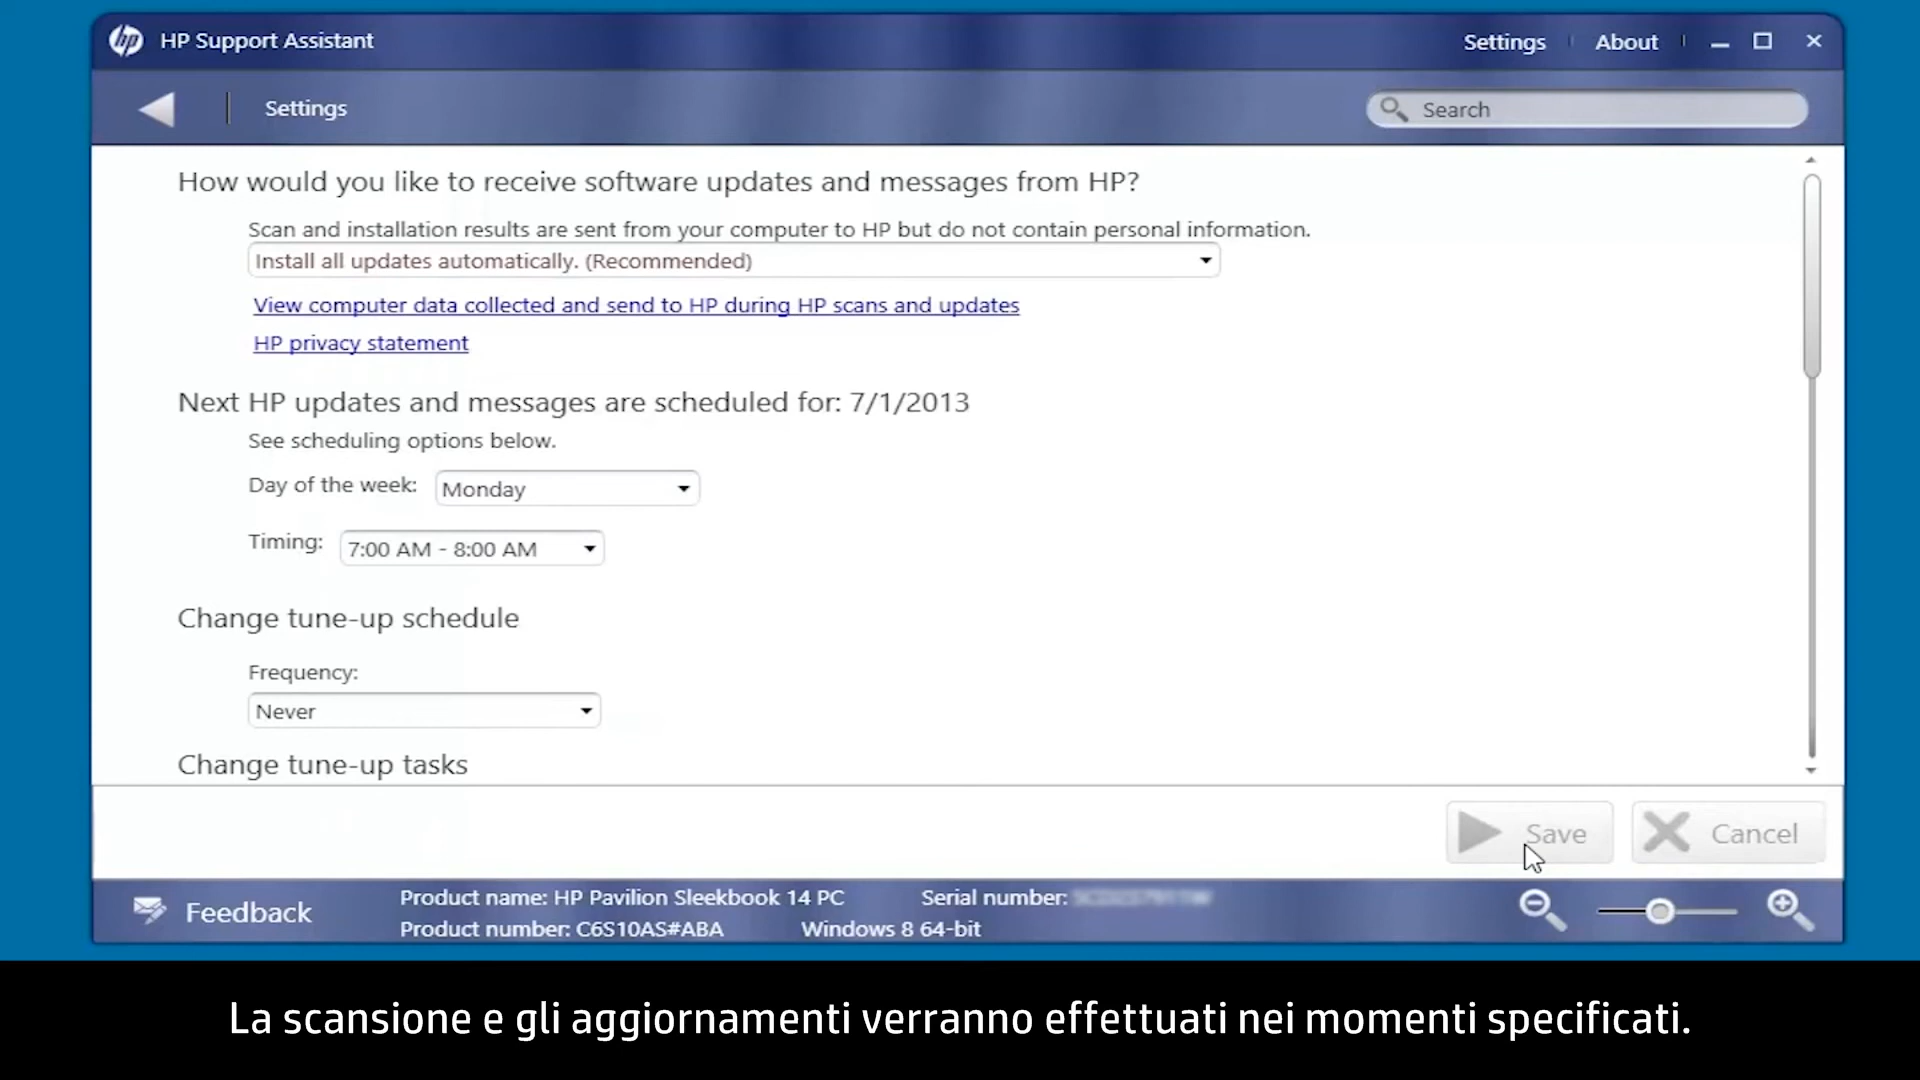 hp HP Support Assistant Settings About
Settings Search
How would you like to receive software updates and messages from HP?
Scan and installation results are sent from your computer to HP but do not contain personal information.
Install all updates automatically. (Recommended)
View computer data collected and send to HP during HP scans and updates
HP privacy statement
Next HP updates and messages are scheduled for: 7/1/2013
See scheduling options below.
Day of the week: Monday
Timing: 7:00 AM - 8:00 AM
Change tune-up schedule
Frequency:
Never
Change tune-up tasks
Save Cancel
Feedback
Product name: HP Pavilion Sleekbook 14 PC Serial number:
Product number: C6S10AS#ABA Windows 8 64-bit
La scansione e gli aggiornamenti verranno effettuati nei momenti specificati.